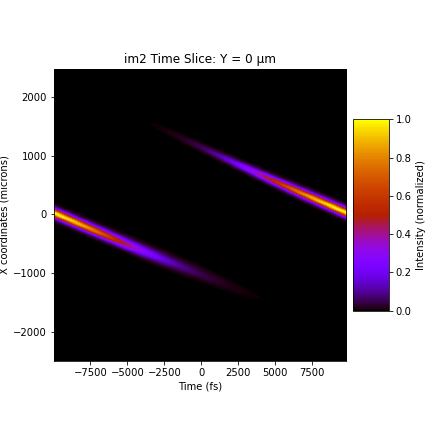 im2 Time Slice: Y = 0 μm
2000
1000
0
−1000
−2000
X coordinates (microns)
−7500 −5000 −2500 0 2500 5000 7500
Time (fs)
1.0
0.8
0.6
0.4
0.2
0.0
Intensity (normalized)